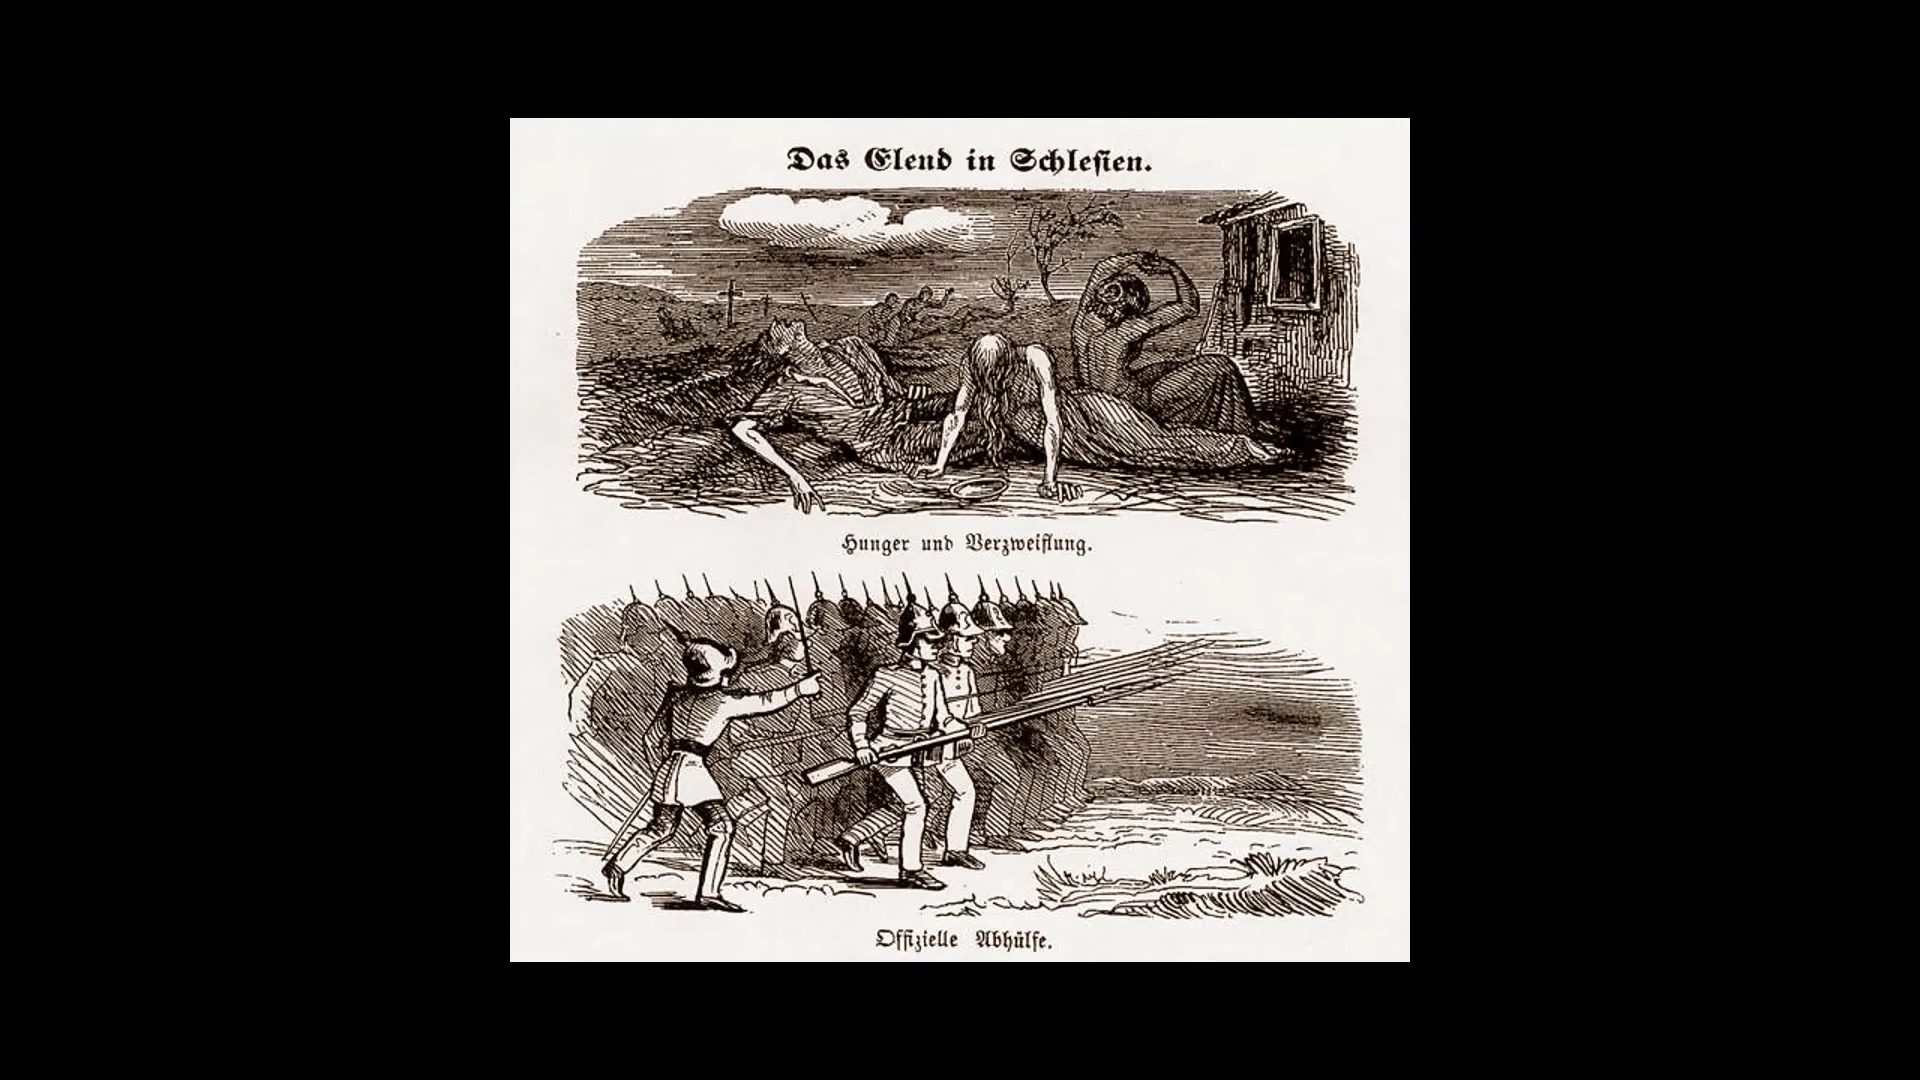 Das Elend in Schlesien.
Hunger und Verzweiflung.
Offizielle Abhülfe.